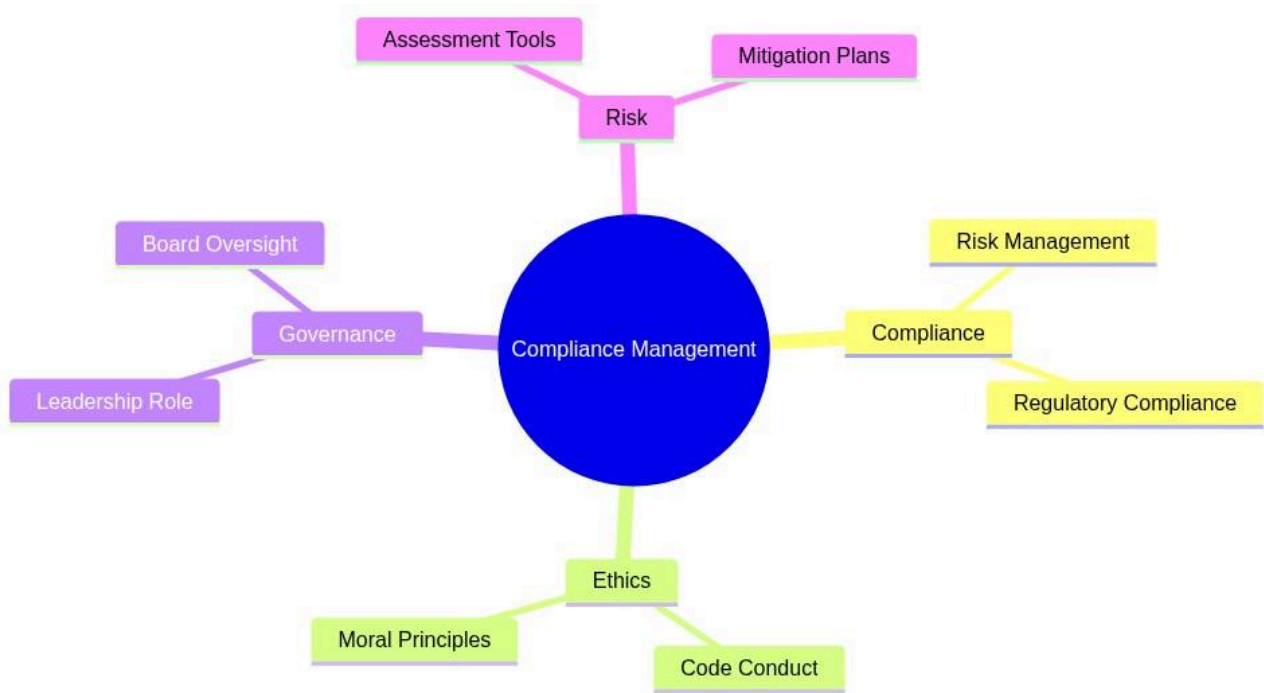 Assessment Tools
Mitigation Plans
Risk
Board Oversight
Risk Management
Governance
Compliance
Compliance Management
Leadership Role
Regulatory Compliance
Ethics
Moral Principles
Code Conduct